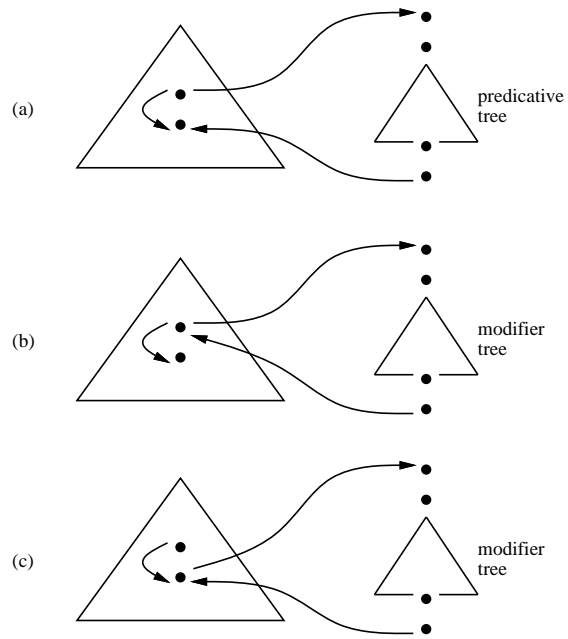 (a)
predicative
tree
(b)
modifier
tree
(c)
modifier
tree